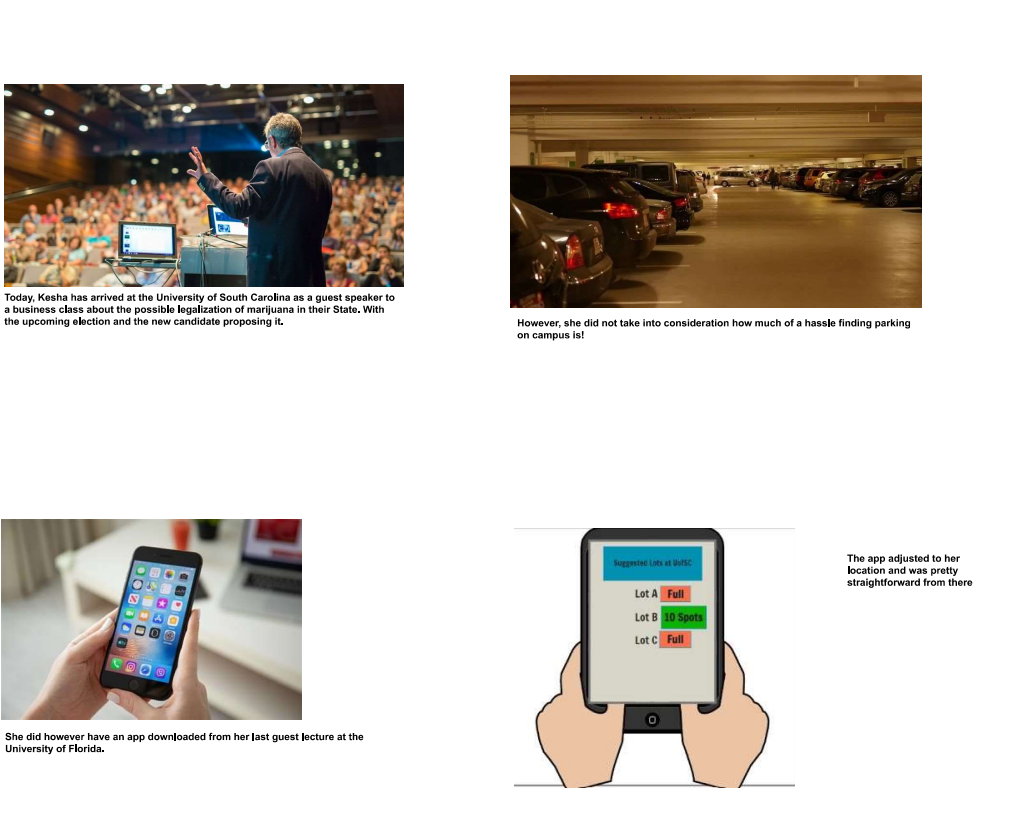 Today, Kesha has arrived at the University of South Carolina as a guest speaker to
a business class about the possible legalization of marijuana in their State. With
the upcoming election and the new candidate proposing it.
However, she did not take into consideration how much of a hassle finding parking
on campus is!
She did however have an app downloaded from her last guest lecture at the
University of Florida.
Suggested Lots at UofSC
Lot A Full
Lot B 10 Spots
Lot C Full
The app adjusted to her
location and was pretty
straightforward from there